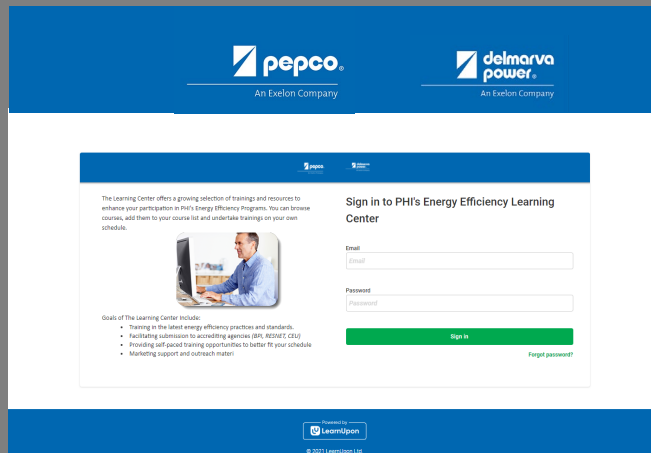 pepco®
An Exelon Company
delmarva
power®
An Exelon Company
pepco.
delmarva
power
The Learning Center offers a growing selection of trainings and resources to
enhance your participation in PHI's Energy Efficiency Programs. You can browse
courses, add them to your course list and undertake trainings on your own
schedule.
Goals of The Learning Center Include:
• Training in the latest energy efficiency practices and standards.
• Facilitating submission to accrediting agencies (BPI, RESNET, CEU)
• Providing self-paced training opportunities to better fit your schedule
• Marketing support and outreach materi
Sign in to PHI's Energy Efficiency Learning
Center
Email
Email
Password
Password
Sign in
Forgot password?
Powered by
LearnUpon
© 2021 LearnUpon Ltd